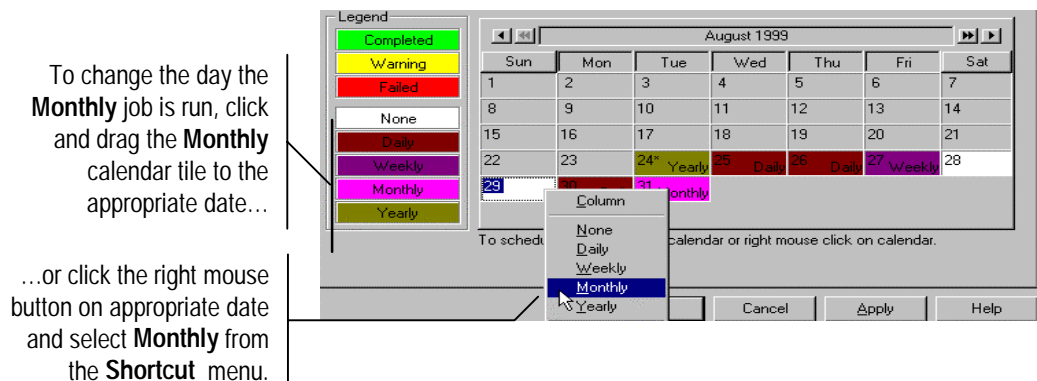 To change the day the
Monthly job is run, click
and drag the Monthly
calendar tile to the
appropriate date…
…or click the right mouse
button on appropriate date
and select Monthly from
the Shortcut menu.
Legend
Completed
Warning
Failed
None
Daily
Weekly
Monthly
Yearly
August 1999
Sun Mon Tue Wed Thu Fri Sat
1 2 3 4 5 6 7
8 9 10 11 12 13 14
15 16 17 18 19 20 21
22 23 24* Yearly 25 Daily 26 Daily 27 Weekly 28
29 30 31 Monthly
Column
None
Daily
Weekly
Monthly
Yearly
To schedu calendar or right mouse click on calendar.
Cancel Apply Help